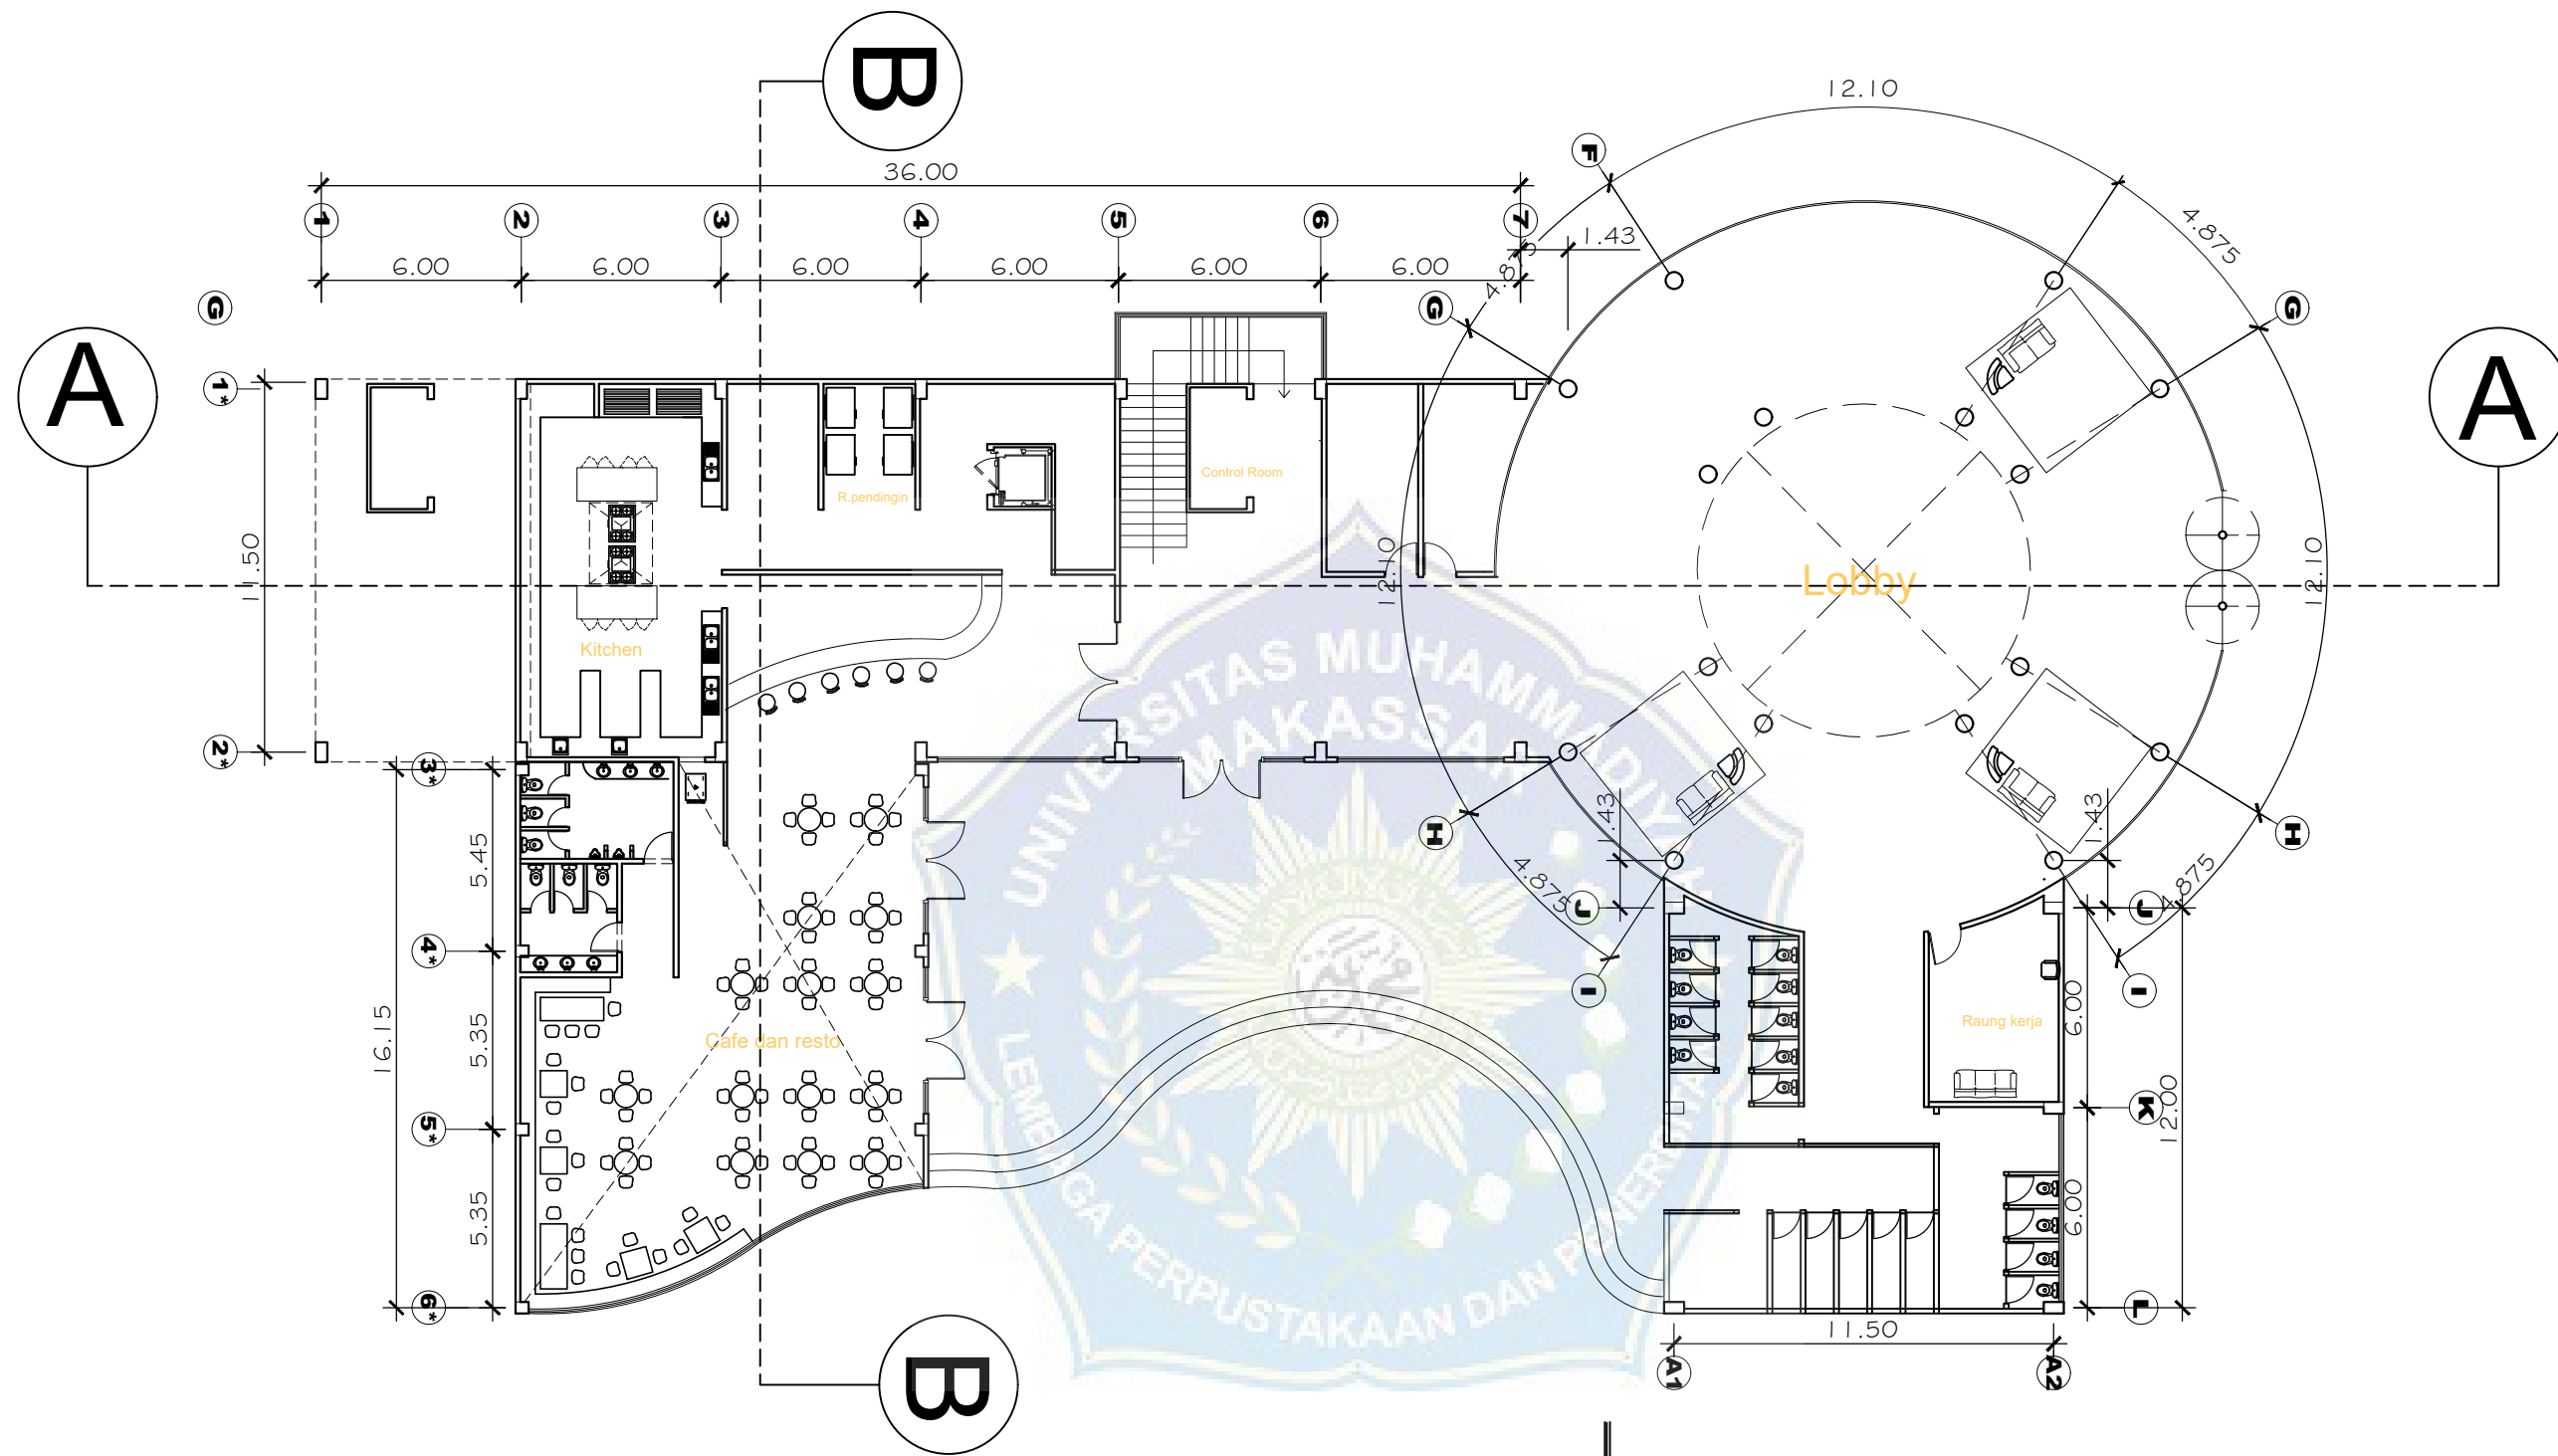 B
12.10
F
36.00
1
2
3
4
5
6
7
4.875
1.43
6.00
6.00
6.00
6.00
6.00
6.00
4.875
G
G
G
A
A
1*
Control Room
R.pendingin
11.50
12.10
12.10
Lobby
Kitchen
UNIVERSITAS MUHAMMADIYAH
MAKASSAR
2*
3*
1.43
1.43
H
H
5.45
4.875
4.875
J
J
4*
I
I
16.15
5.35
6.00
Raung kerja
Cafe dan resto
LEMBAGA PERPUSTAKAAN DAN PENERBITAN
5*
K
12.00
5.35
6.00
6*
L
11.50
A1
A2
B